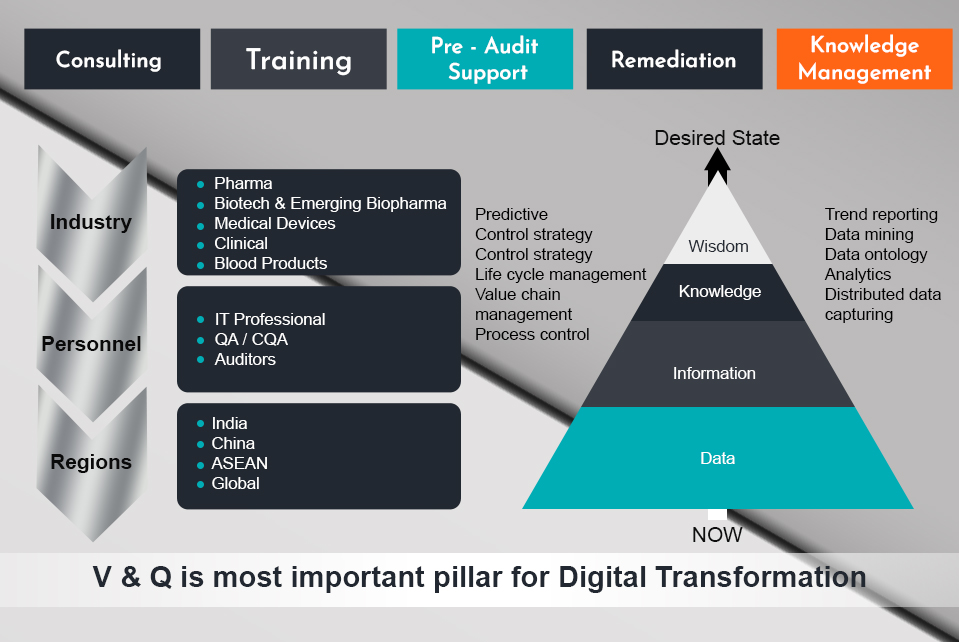 Consulting
Training
Pre - Audit
Support
Remediation
Knowledge
Management
Industry
Pharma
Biotech & Emerging Biopharma
Medical Devices
Clinical
Blood Products
Personnel
IT Professional
QA / CQA
Auditors
Regions
India
China
ASEAN
Global
Desired State
Predictive
Control strategy
Control strategy
Life cycle management
Value chain
management
Process control
Wisdom
Knowledge
Information
Data
Trend reporting
Data mining
Data ontology
Analytics
Distributed data
capturing
NOW
V & Q is most important pillar for Digital Transformation